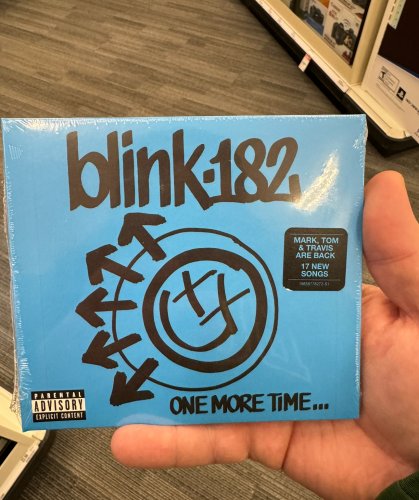 blink-182
MARK, TOM
& TRAVIS
ARE BACK
17 NEW
SONGS
ONE MORE TIME...
PARENTAL
ADVISORY
EXPLICIT CONTENT